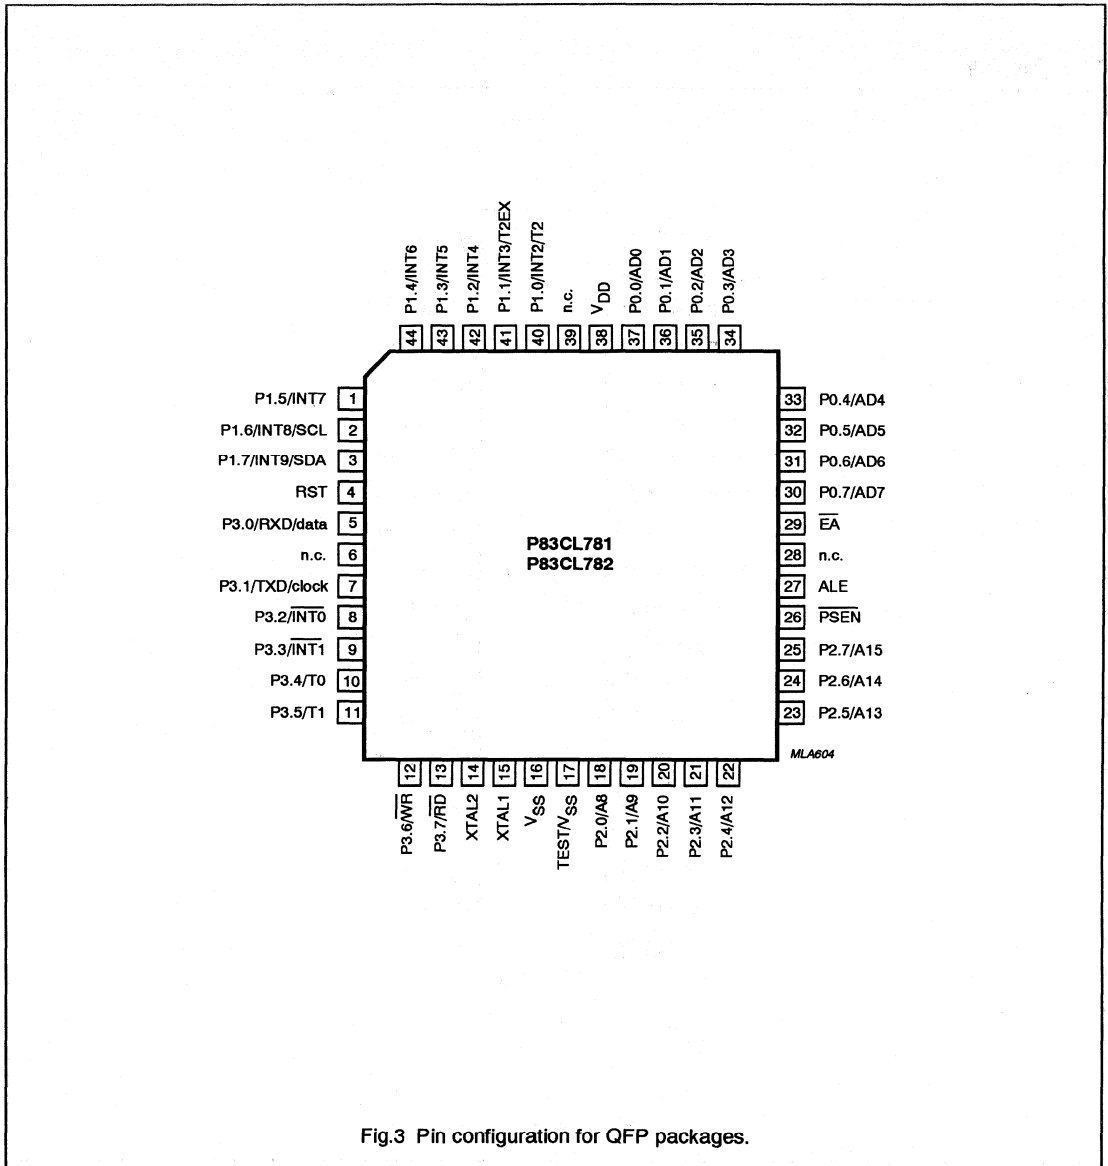 P1.4/INT6
P1.3/INT5
P1.2/INT4
P1.1/INT3/T2EX
P1.0/INT2/T2
n.c.
VDD
P0.0/AD0
P0.1/AD1
P0.2/AD2
P0.3/AD3
44 43 42 41 40 39 38 37 36 35 34
P1.5/INT7 1
P1.6/INT8/SCL 2
P1.7/INT9/SDA 3
RST 4
P3.0/RXD/data 5
n.c. 6
P3.1/TXD/clock 7
P3.2/I̅N̅T̅0̅ 8
P3.3/I̅N̅T̅1̅ 9
P3.4/T0 10
P3.5/T1 11
P83CL781
P83CL782
33 P0.4/AD4
32 P0.5/AD5
31 P0.6/AD6
30 P0.7/AD7
29 E̅A̅
28 n.c.
27 ALE
26 P̅S̅E̅N̅
25 P2.7/A15
24 P2.6/A14
23 P2.5/A13
MLA604
12 13 14 15 16 17 18 19 20 21 22
P3.6/W̅R̅
P3.7/R̅D̅
XTAL2
XTAL1
VSS
TEST/VSS
P2.0/A8
P2.1/A9
P2.2/A10
P2.3/A11
P2.4/A12
Fig.3 Pin configuration for QFP packages.